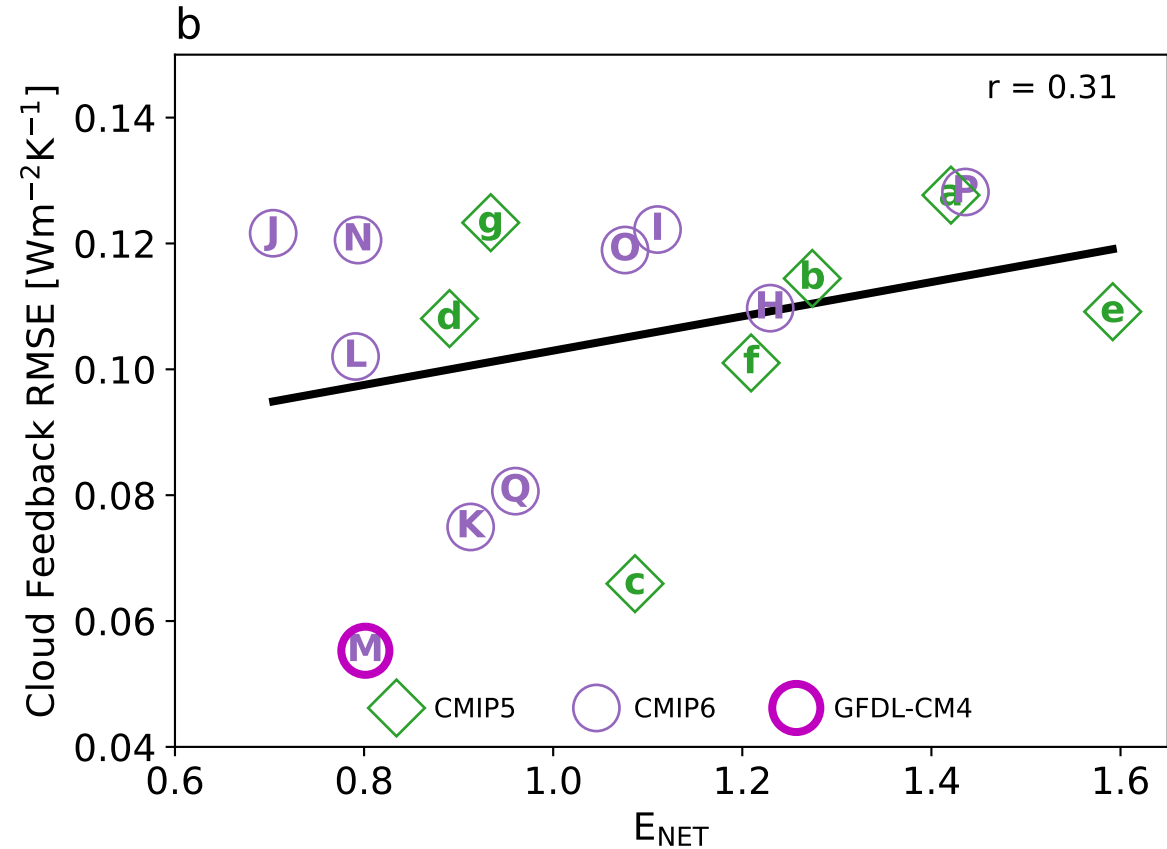 b
r = 0.31
Cloud Feedback RMSE [Wm⁻²K⁻¹]
0.14
0.12
0.10
0.08
0.06
0.04
J
N
g
O
I
a
P
d
L
H
b
f
e
Q
K
c
M
CMIP5
CMIP6
GFDL-CM4
0.6 0.8 1.0 1.2 1.4 1.6
E_NET